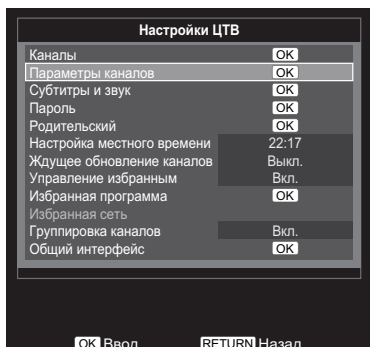 Настройки ЦТВ
Каналы OK
Параметры каналов OK
Субтитры и звук OK
Пароль OK
Родительский OK
Настройка местного времени 22:17
Ждущее обновление каналов Выкл.
Управление избранным Вкл.
Избранная программа OK
Избранная сеть
Группировка каналов Вкл.
Общий интерфейс OK
OK Ввод RETURN Назад